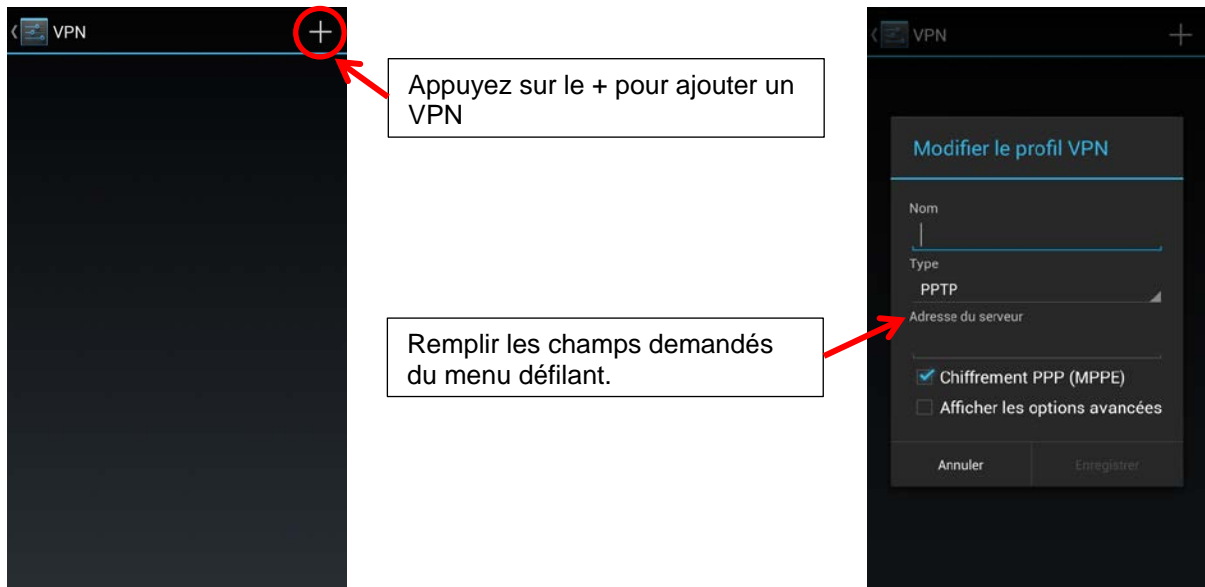 VPN
Appuyez sur le + pour ajouter un
VPN
Remplir les champs demandés
du menu défilant.
VPN
Modifier le profil VPN
Nom
Type
PPTP
Adresse du serveur
Chiffrement PPP (MPPE)
Afficher les options avancées
Annuler Enregistrer